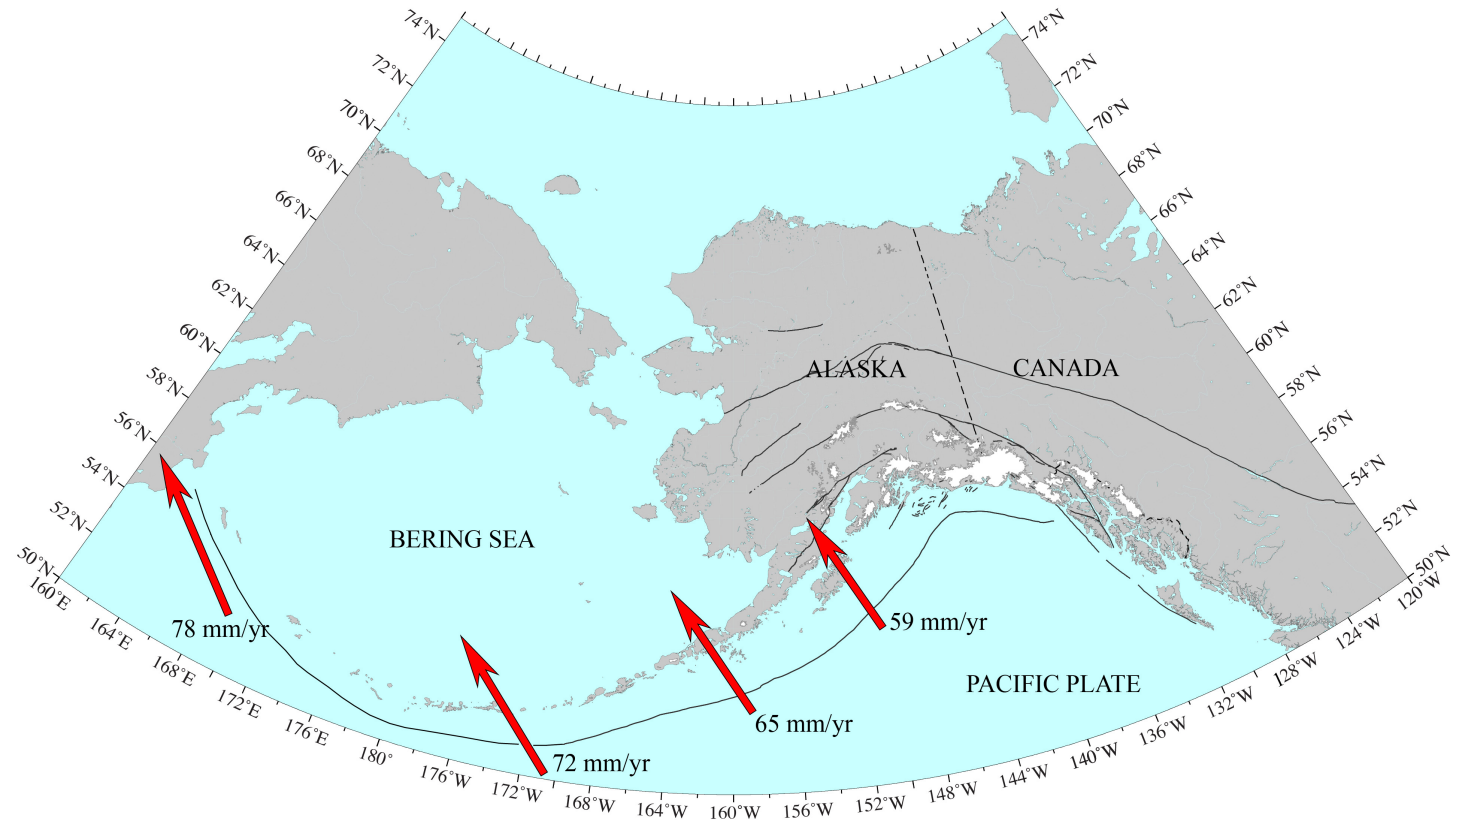 74°N
72°N
70°N
68°N
66°N
64°N
62°N
60°N
58°N
56°N
54°N
52°N
50°N
74°N
72°N
70°N
68°N
66°N
64°N
62°N
60°N
58°N
56°N
54°N
52°N
50°N
ALASKA
CANADA
BERING SEA
PACIFIC PLATE
78 mm/yr
72 mm/yr
65 mm/yr
59 mm/yr
160°E
164°E
168°E
172°E
176°E
180°
176°W
172°W
168°W
164°W
160°W
156°W
152°W
148°W
144°W
140°W
136°W
132°W
128°W
124°W
120°W